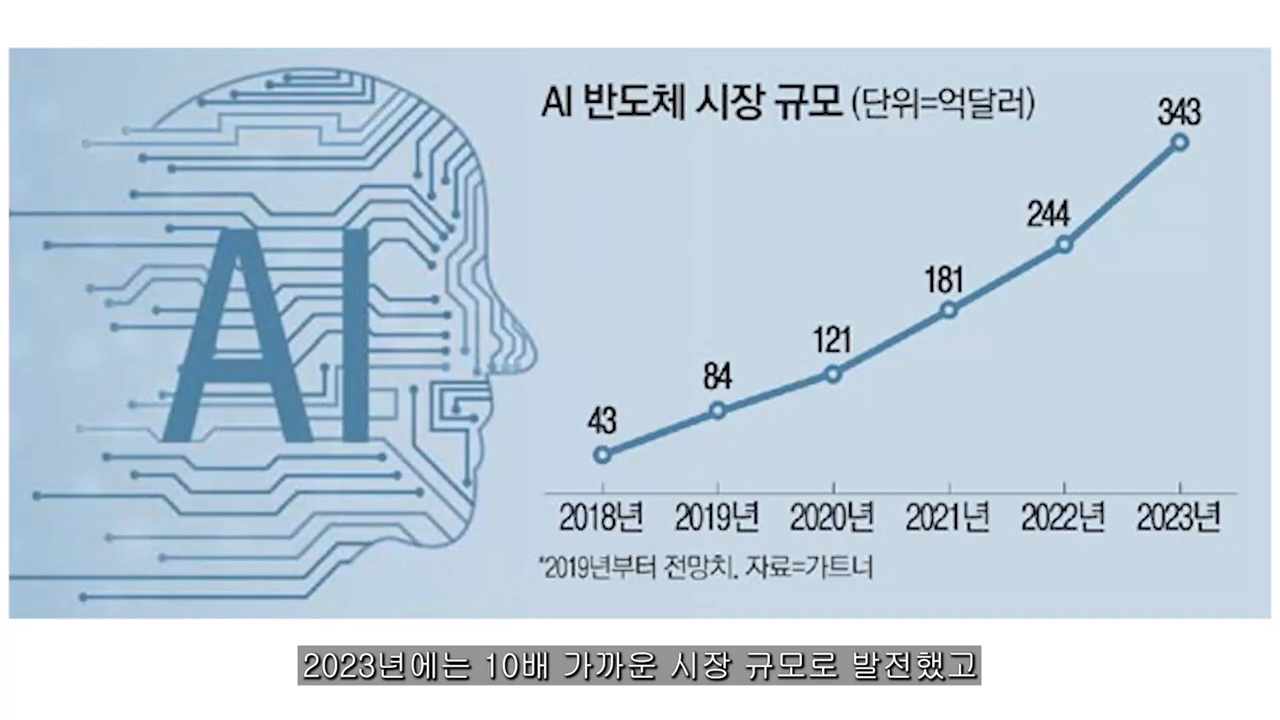 AI
AI 반도체 시장 규모 (단위=억달러)
343
244
181
121
84
43
2018년 2019년 2020년 2021년 2022년 2023년
*2019년부터 전망치. 자료=가트너
2023년에는 10배 가까운 시장 규모로 발전했고